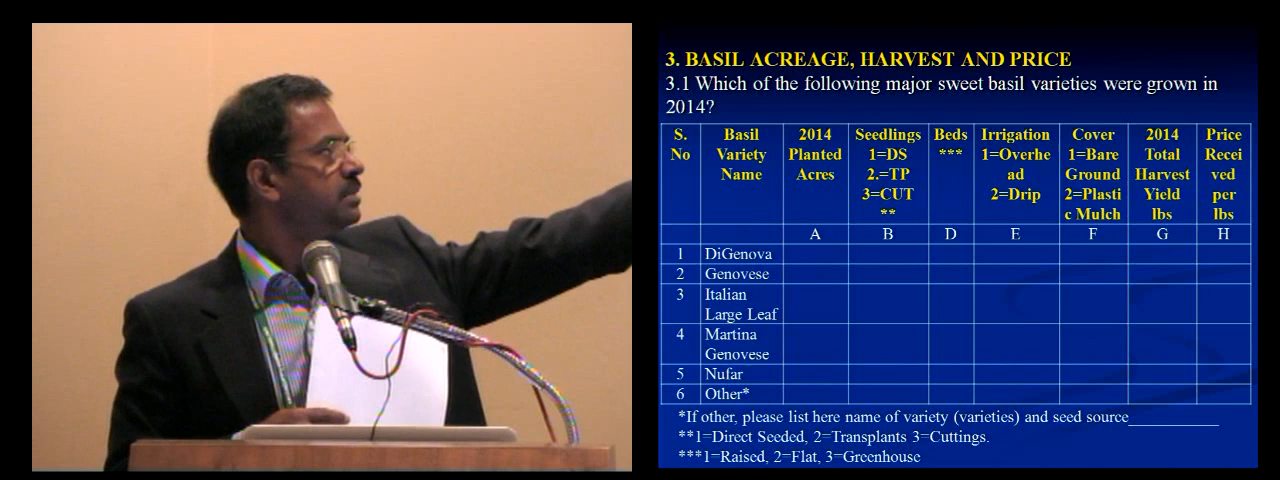 3. BASIL ACREAGE, HARVEST AND PRICE
3.1 Which of the following major sweet basil varieties were grown in
2014?
S. No Basil Variety Name 2014 Planted Acres Seedlings 1=DS 2.=TP 3=CUT ** Beds *** Irrigation 1=Overhe ad 2=Drip Cover 1=Bare Ground 2=Plasti c Mulch 2014 Total Harvest Yield lbs Price Recei ved per lbs
A B D E F G H
1 DiGenova
2 Genovese
3 Italian
Large Leaf
4 Martina
Genovese
5 Nufar
6 Other*
*If other, please list here name of variety (varieties) and seed source___________
**1=Direct Seeded, 2=Transplants 3=Cuttings.
***1=Raised, 2=Flat, 3=Greenhouse